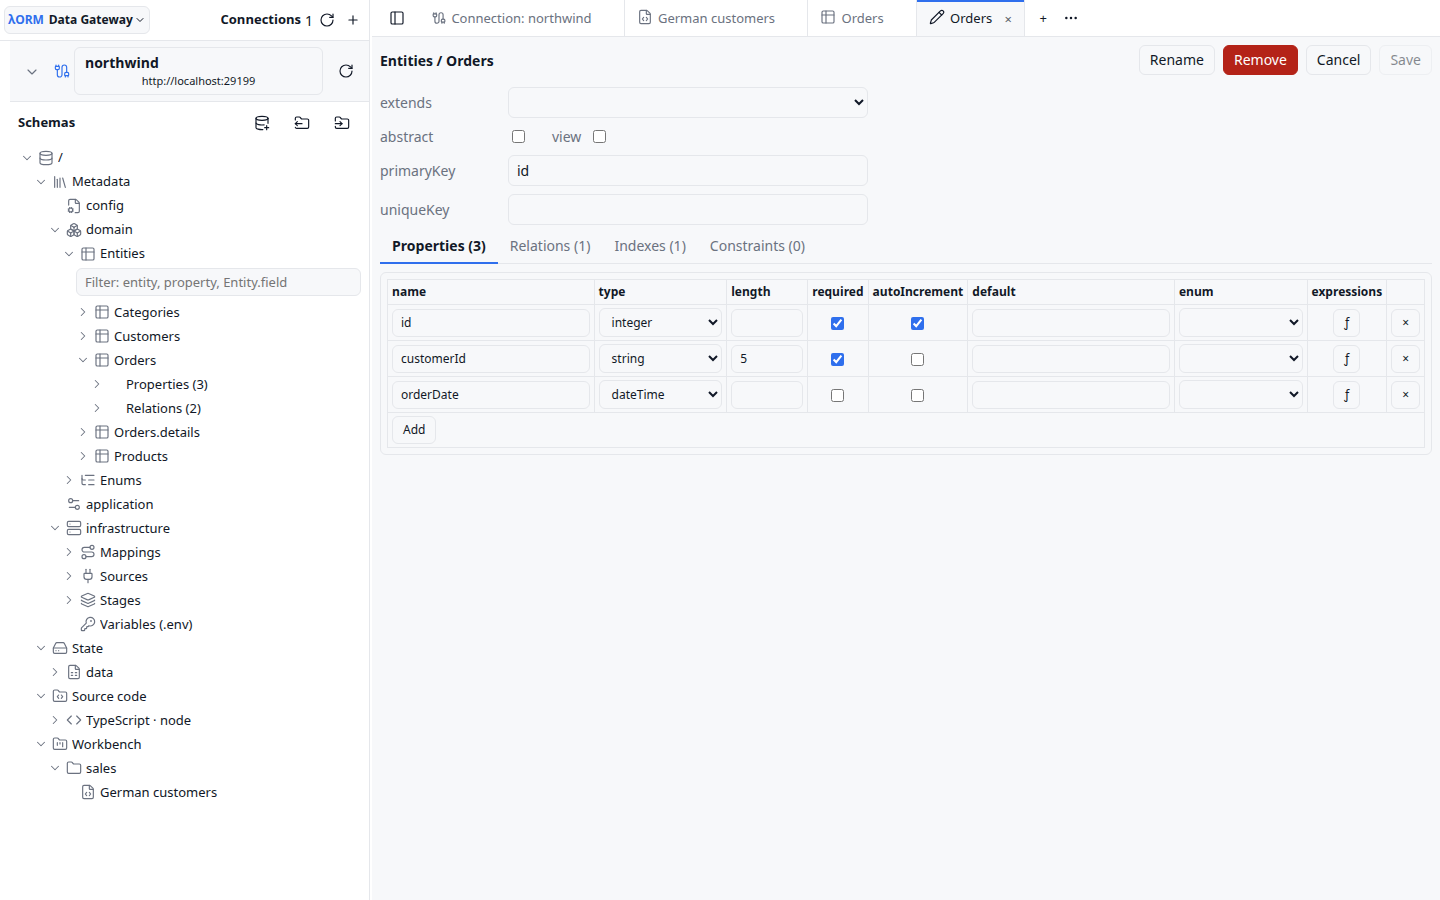 λORM Data Gateway
Connections 1
northwind
http://localhost:29199
Schemas
/
Metadata
config
domain
Entities
Filter: entity, property, Entity.field
Categories
Customers
Orders
Properties (3)
Relations (2)
Orders.details
Products
Enums
application
infrastructure
Mappings
Sources
Stages
Variables (.env)
State
data
Source code
TypeScript · node
Workbench
sales
German customers
Connection: northwind
German customers
Orders
Orders ×
+
Entities / Orders
Rename Remove Cancel Save
extends
abstract view
primaryKey id
uniqueKey
Properties (3) Relations (1) Indexes (1) Constraints (0)
name type length required autoIncrement default enum expressions
id integer ƒ ×
customerId string 5 ƒ ×
orderDate dateTime ƒ ×
Add